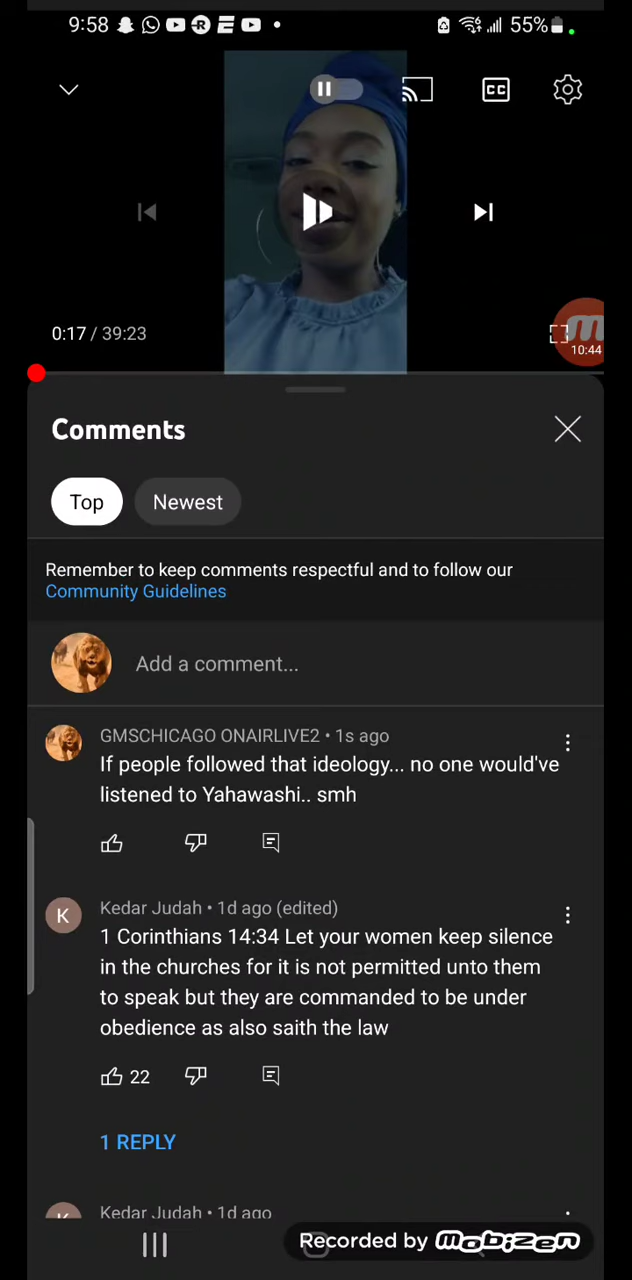 9:58
55%
CC
0:17 / 39:23
10:44
Comments
Top
Newest
Remember to keep comments respectful and to follow our
Community Guidelines
Add a comment...
GMSCHICAGO ONAIRLIVE2 • 1s ago
If people followed that ideology... no one would've
listened to Yahawashi.. smh
K
Kedar Judah • 1d ago (edited)
1 Corinthians 14:34 Let your women keep silence
in the churches for it is not permitted unto them
to speak but they are commanded to be under
obedience as also saith the law
22
1 REPLY
Kedar Judah • 1d ago
Recorded by mobizen